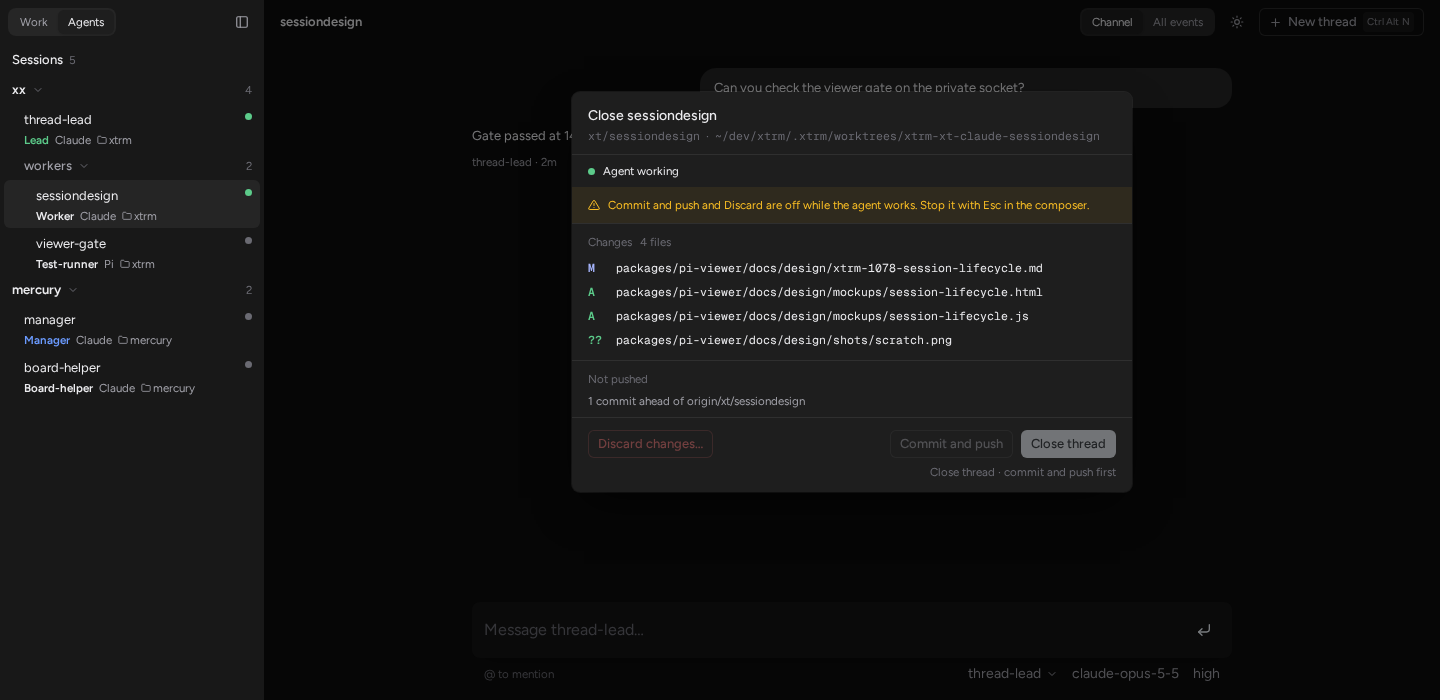 Work Agents
Sessions 5
xx 4
thread-lead
Lead Claude xtrm
workers 2
sessiondesign
Worker Claude xtrm
viewer-gate
Test-runner Pi xtrm
mercury 2
manager
Manager Claude mercury
board-helper
Board-helper Claude mercury
sessiondesign
Channel All events
New thread Ctrl Alt N
Can you check the viewer gate on the private socket?
Gate passed at 14
thread-lead · 2m
Close sessiondesign
xt/sessiondesign · ~/dev/xtrm/.xtrm/worktrees/xtrm-xt-claude-sessiondesign
Agent working
Commit and push and Discard are off while the agent works. Stop it with Esc in the composer.
Changes 4 files
M packages/pi-viewer/docs/design/xtrm-1078-session-lifecycle.md
A packages/pi-viewer/docs/design/mockups/session-lifecycle.html
A packages/pi-viewer/docs/design/mockups/session-lifecycle.js
?? packages/pi-viewer/docs/design/shots/scratch.png
Not pushed
1 commit ahead of origin/xt/sessiondesign
Discard changes… Commit and push Close thread
Close thread · commit and push first
Message thread-lead…
@ to mention
thread-lead claude-opus-5-5 high